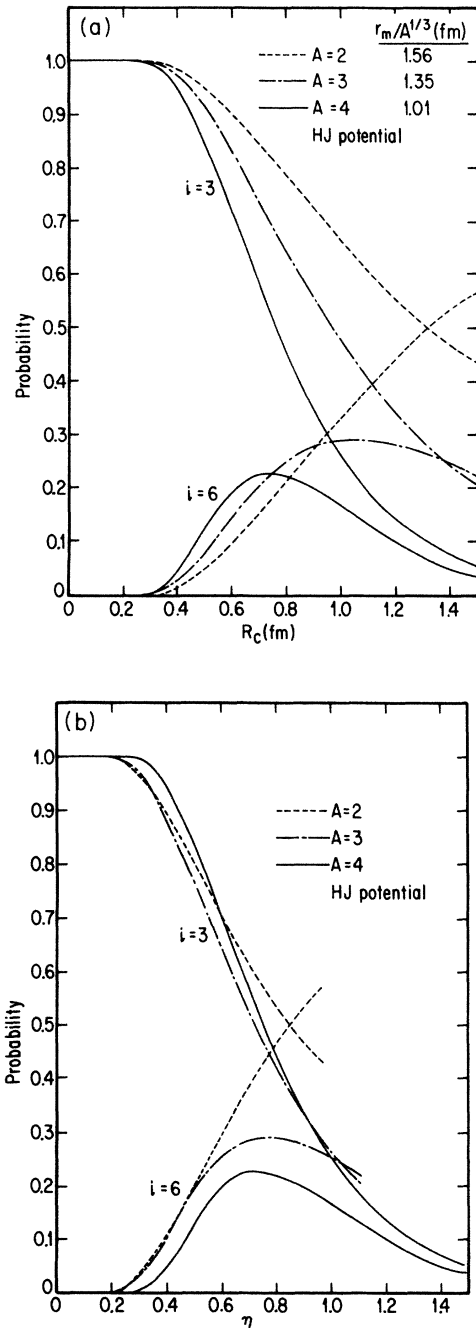 (a)
r_m/A^{1/3}(fm)
A=2 1.56
A=3 1.35
A=4 1.01
HJ potential
i=3
i=6
Probability
1.0
0.9
0.8
0.7
0.6
0.5
0.4
0.3
0.2
0.1
0
0 0.2 0.4 0.6 0.8 1.0 1.2 1.4
R_c(fm)
(b)
A=2
A=3
A=4
HJ potential
i=3
i=6
Probability
1.0
0.9
0.8
0.7
0.6
0.5
0.4
0.3
0.2
0.1
0
0 0.2 0.4 0.6 0.8 1.0 1.2 1.4
η